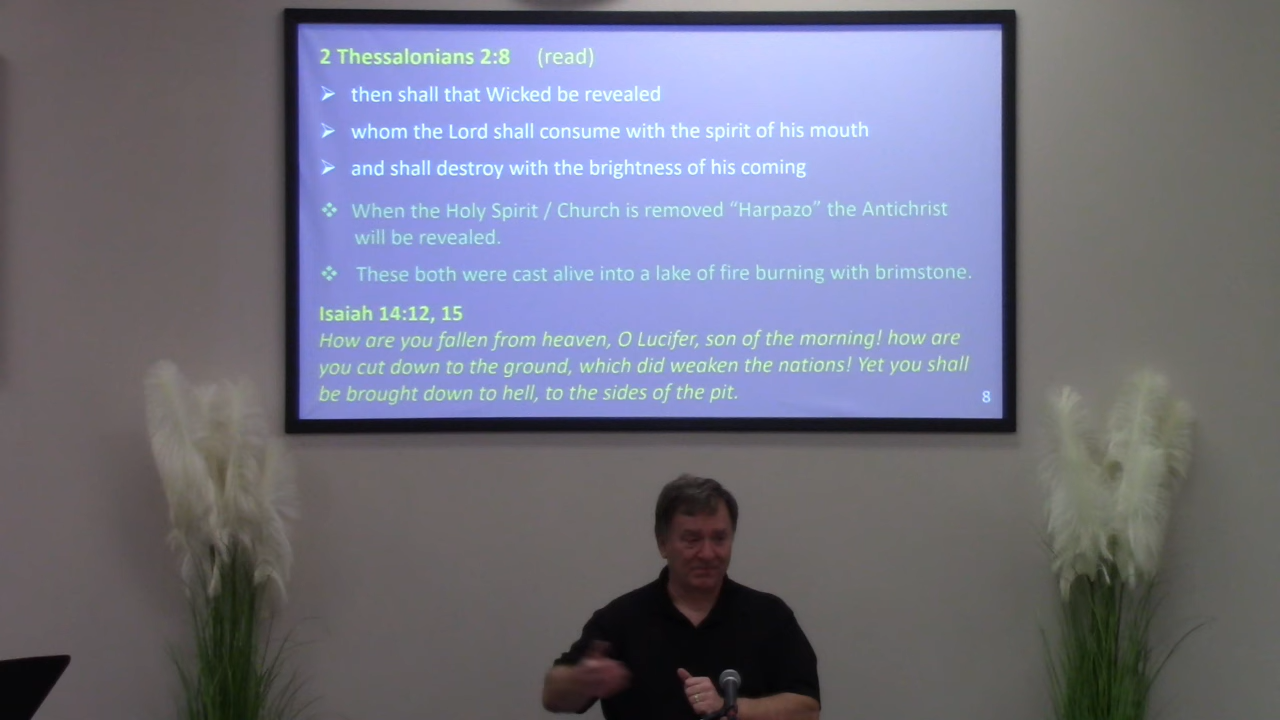 2 Thessalonians 2:8 (read)
➢ then shall that Wicked be revealed
➢ whom the Lord shall consume with the spirit of his mouth
➢ and shall destroy with the brightness of his coming
❖ When the Holy Spirit / Church is removed “Harpazo” the Antichrist
will be revealed.
❖ These both were cast alive into a lake of fire burning with brimstone.
Isaiah 14:12, 15
How are you fallen from heaven, O Lucifer, son of the morning! how are
you cut down to the ground, which did weaken the nations! Yet you shall
be brought down to hell, to the sides of the pit.
8